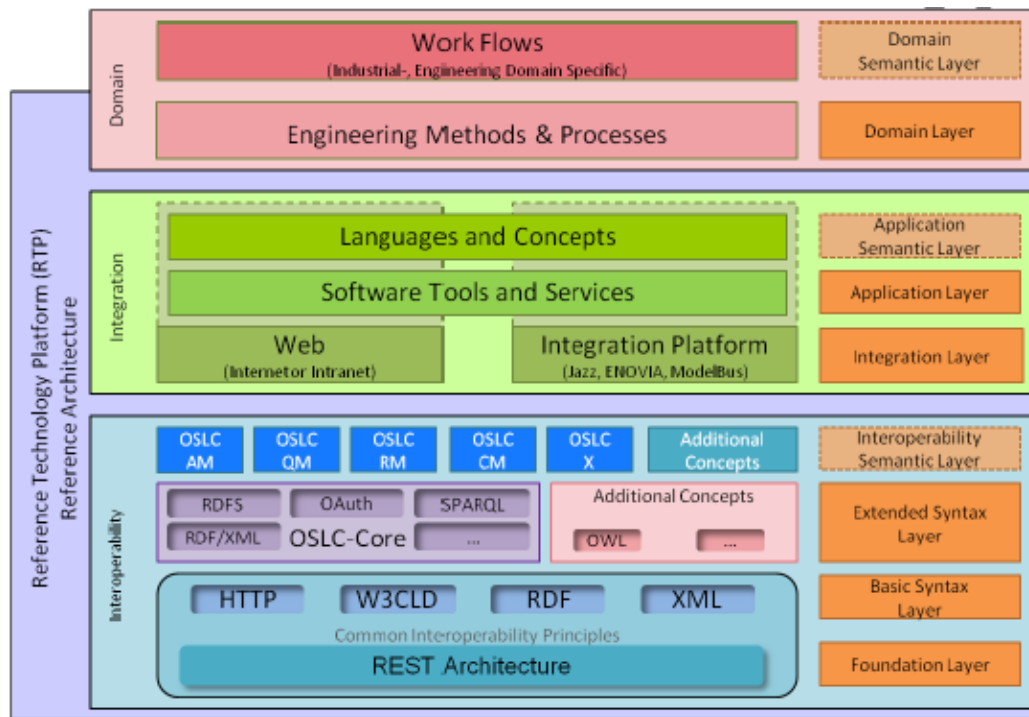 Reference Technology Platform (RTP)
Reference Architecture
Domain
Work Flows
(Industrial-, Engineering Domain Specific)
Domain
Semantic Layer
Engineering Methods & Processes
Domain Layer
Integration
Languages and Concepts
Application
Semantic Layer
Software Tools and Services
Application Layer
Web
(Internet or Intranet)
Integration Platform
(Jazz, ENOVIA, ModelBus)
Integration Layer
Interoperability
OSLC
AM
OSLC
QM
OSLC
RM
OSLC
CM
OSLC
X
Additional
Concepts
Interoperability
Semantic Layer
RDFS
OAuth
SPARQL
RDF/XML
OSLC-Core
...
Additional Concepts
OWL
...
Extended Syntax
Layer
HTTP
W3CLD
RDF
XML
Basic Syntax
Layer
Common Interoperability Principles
REST Architecture
Foundation Layer